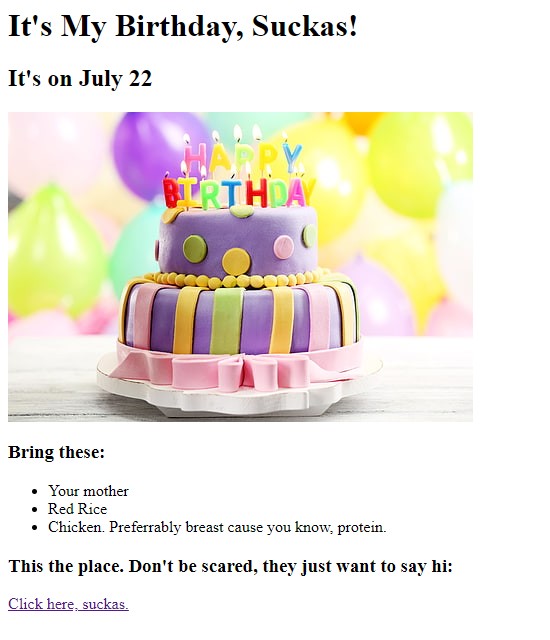 It's My Birthday, Suckas!
It's on July 22
HAPPY
BIRTHDAY
Bring these:
Your mother
Red Rice
Chicken. Preferrably breast cause you know, protein.
This the place. Don't be scared, they just want to say hi:
Click here, suckas.